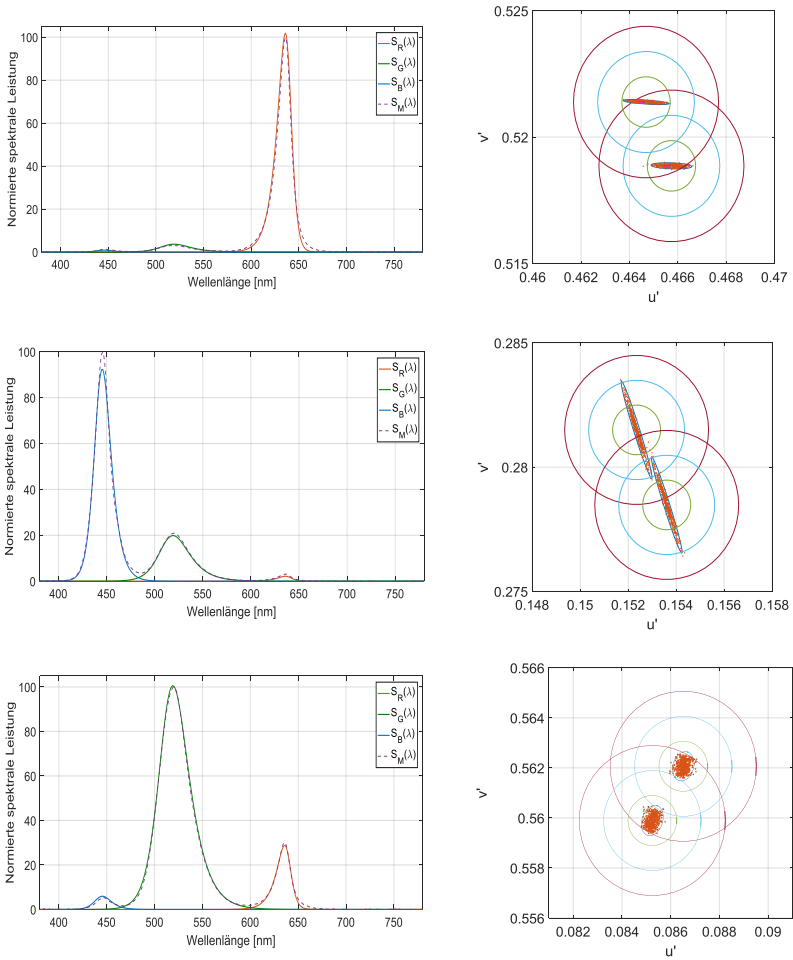 Normierte spektrale Leistung
100
80
60
40
20
0
400 450 500 550 600 650 700 750
Wellenlänge [nm]
S_R(λ)
S_G(λ)
S_B(λ)
S_M(λ)
v'
0.525
0.52
0.515
0.46 0.462 0.464 0.466 0.468 0.47
u'
Normierte spektrale Leistung
100
80
60
40
20
0
400 450 500 550 600 650 700 750
Wellenlänge [nm]
S_R(λ)
S_G(λ)
S_B(λ)
S_M(λ)
v'
0.285
0.28
0.275
0.148 0.15 0.152 0.154 0.156 0.158
u'
Normierte spektrale Leistung
100
80
60
40
20
0
400 450 500 550 600 650 700 750
Wellenlänge [nm]
S_R(λ)
S_G(λ)
S_B(λ)
S_M(λ)
v'
0.566
0.564
0.562
0.56
0.558
0.556
0.082 0.084 0.086 0.088 0.09
u'